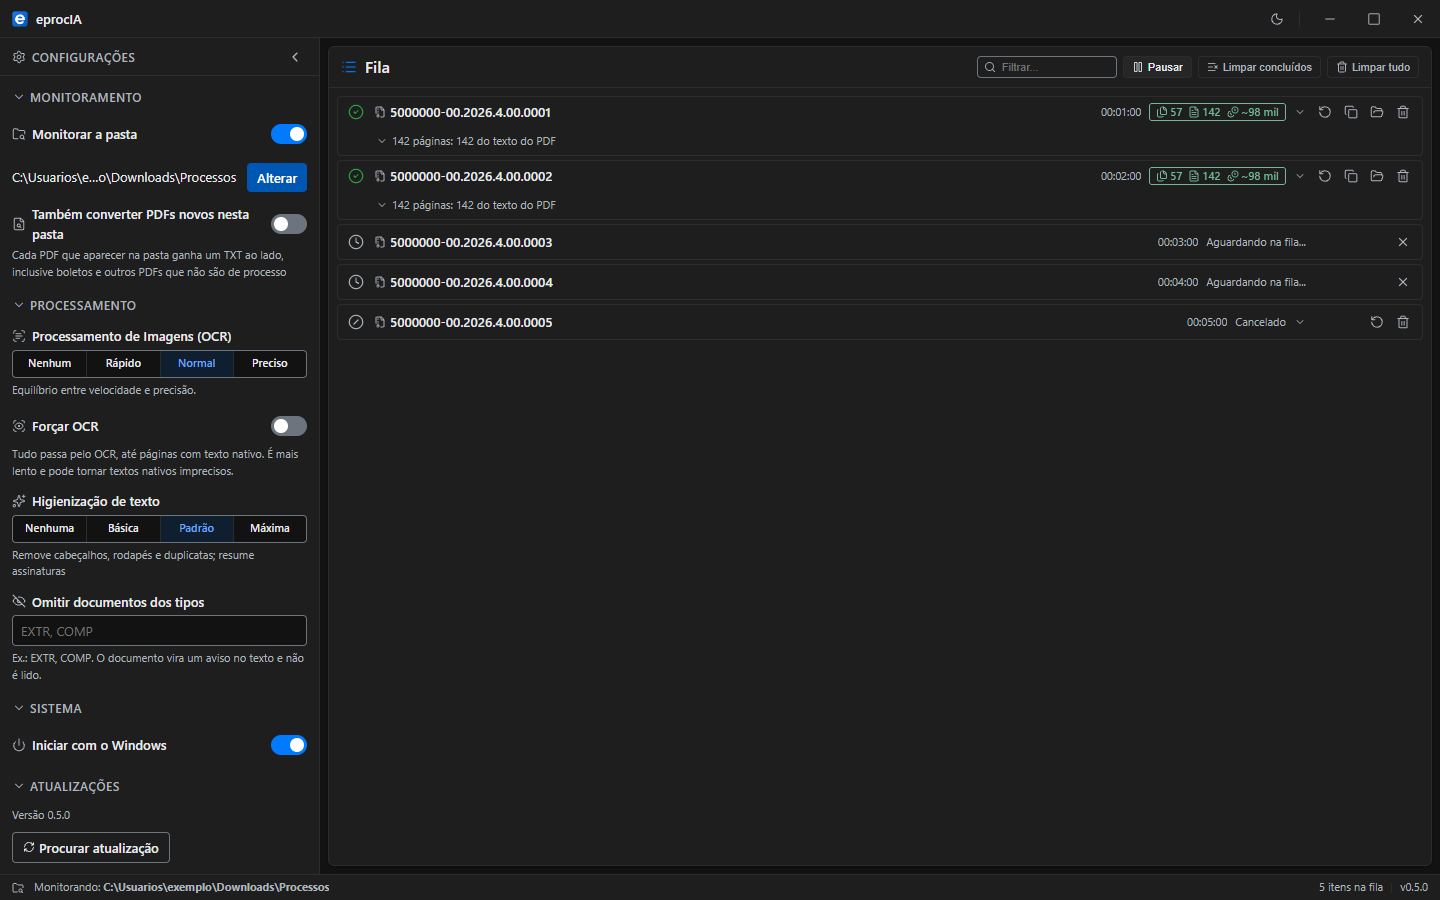 eprocIA
CONFIGURAÇÕES
MONITORAMENTO
Monitorar a pasta
C:\Usuarios\e...o\Downloads\Processos
Alterar
Também converter PDFs novos nesta
pasta
Cada PDF que aparecer na pasta ganha um TXT ao lado,
inclusive boletos e outros PDFs que não são de processo
PROCESSAMENTO
Processamento de Imagens (OCR)
Nenhum Rápido Normal Preciso
Equilíbrio entre velocidade e precisão.
Forçar OCR
Tudo passa pelo OCR, até páginas com texto nativo. É mais
lento e pode tornar textos nativos imprecisos.
Higienização de texto
Nenhuma Básica Padrão Máxima
Remove cabeçalhos, rodapés e duplicatas; resume
assinaturas
Omitir documentos dos tipos
EXTR, COMP
Ex.: EXTR, COMP. O documento vira um aviso no texto e não
é lido.
SISTEMA
Iniciar com o Windows
ATUALIZAÇÕES
Versão 0.5.0
Procurar atualização
Fila
Filtrar...
Pausar
Limpar concluídos
Limpar tudo
5000000-00.2026.4.00.0001 00:01:00 57 142 ~98 mil
142 páginas: 142 do texto do PDF
5000000-00.2026.4.00.0002 00:02:00 57 142 ~98 mil
142 páginas: 142 do texto do PDF
5000000-00.2026.4.00.0003 00:03:00 Aguardando na fila...
5000000-00.2026.4.00.0004 00:04:00 Aguardando na fila...
5000000-00.2026.4.00.0005 00:05:00 Cancelado
Monitorando: C:\Usuarios\exemplo\Downloads\Processos
5 itens na fila v0.5.0